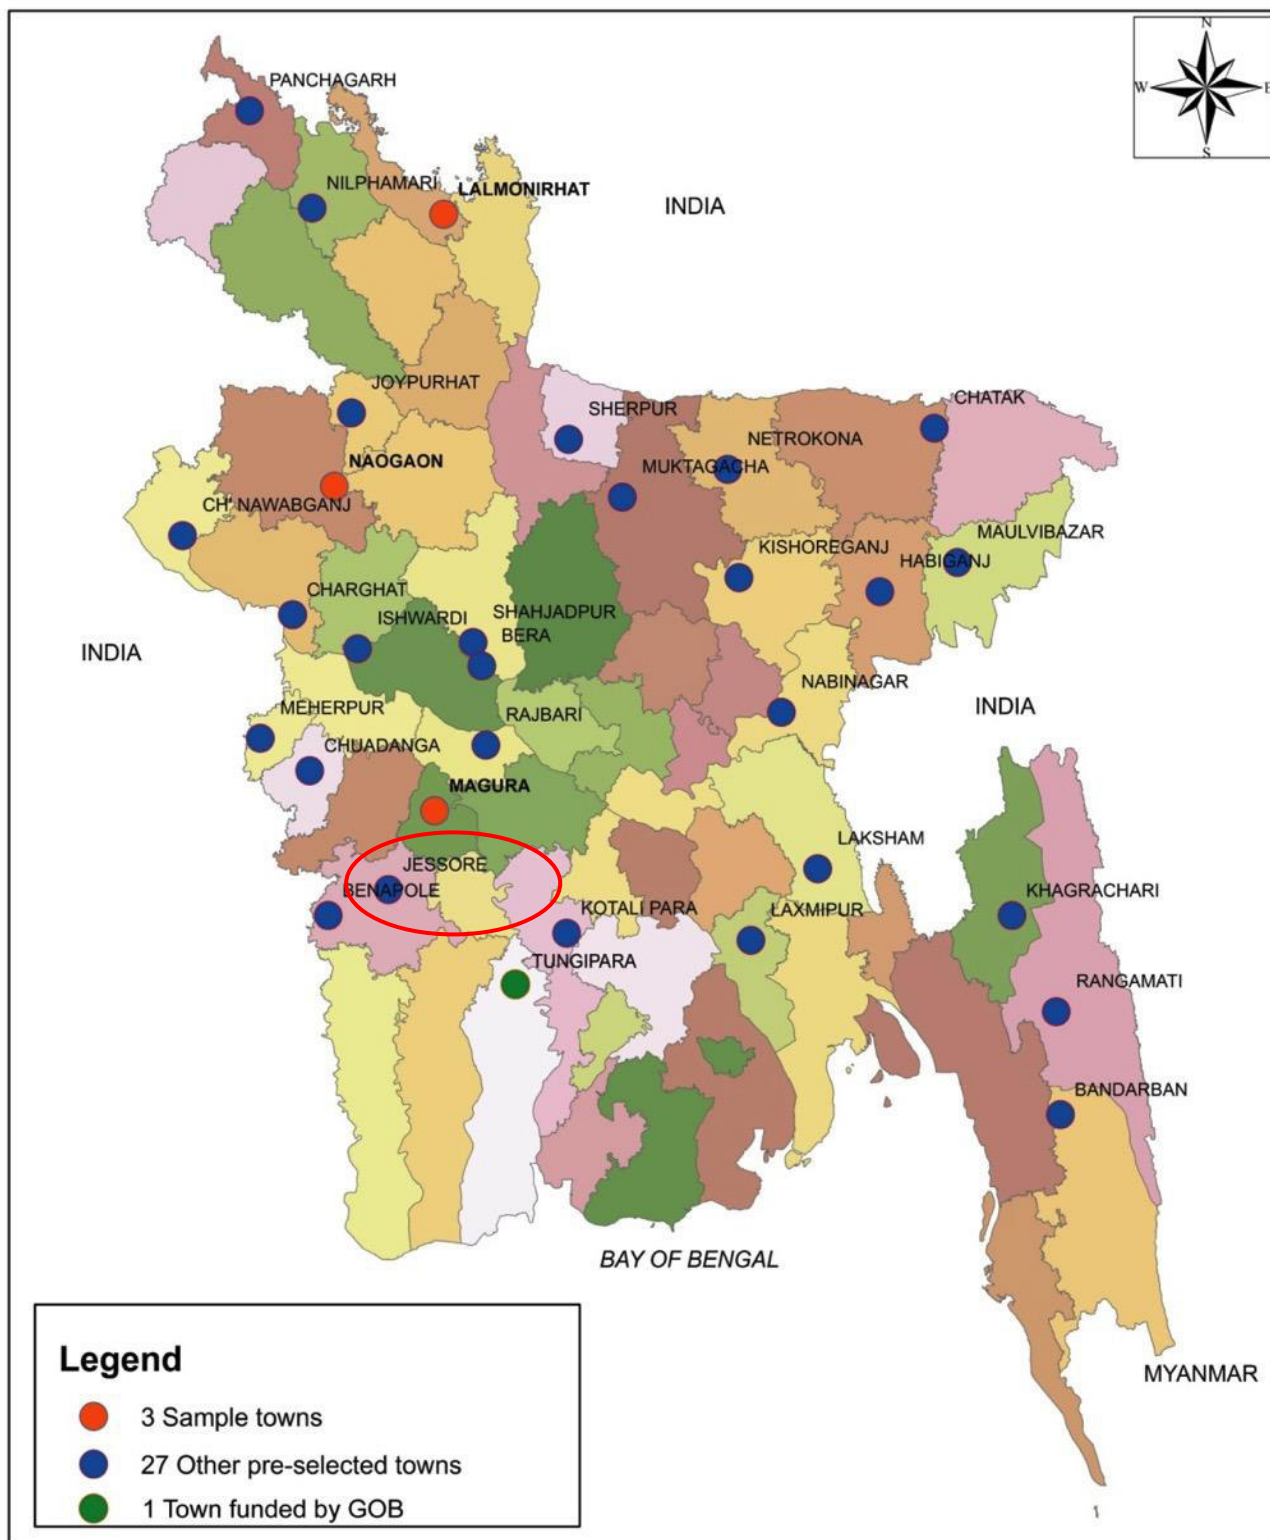 N
W
E
S
PANCHAGARH
NILPHAMARI
LALMONIRHAT
INDIA
JOYPURHAT
SHERPUR
CHATAK
NETROKONA
NAOGAON
MUKTAGACHA
CH' NAWABGANJ
MAULVIBAZAR
KISHOREGANJ
HABIGANJ
CHARGHAT
ISHWARDI
SHAHJADPUR
BERA
INDIA
NABINAGAR
MEHERPUR
RAJBARI
INDIA
CHUADANGA
MAGURA
LAKSHAM
JESSORE
BENAPOLE
KHAGRACHARI
KOTALI PARA
LAXMIPUR
TUNGIPARA
RANGAMATI
BANDARBAN
BAY OF BENGAL
MYANMAR
Legend
3 Sample towns
27 Other pre-selected towns
1 Town funded by GOB
1